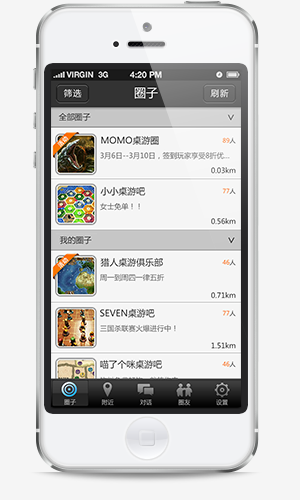 VIRGIN 3G 4:20 PM
筛选 圈子 刷新
全部圈子
MOMO桌游圈 89人
3月6日--3月10日，签到玩家享受8折优...
0.03km
小小桌游吧 77人
女士免单！！
0.56km
我的圈子
猎人桌游俱乐部 46人
周一到周四一律五折
0.21km
SEVEN桌游吧 77人
三国杀联赛火爆进行中！
1.51km
喵了个咪桌游吧 46人
圈子 附近 对话 圈友 设置